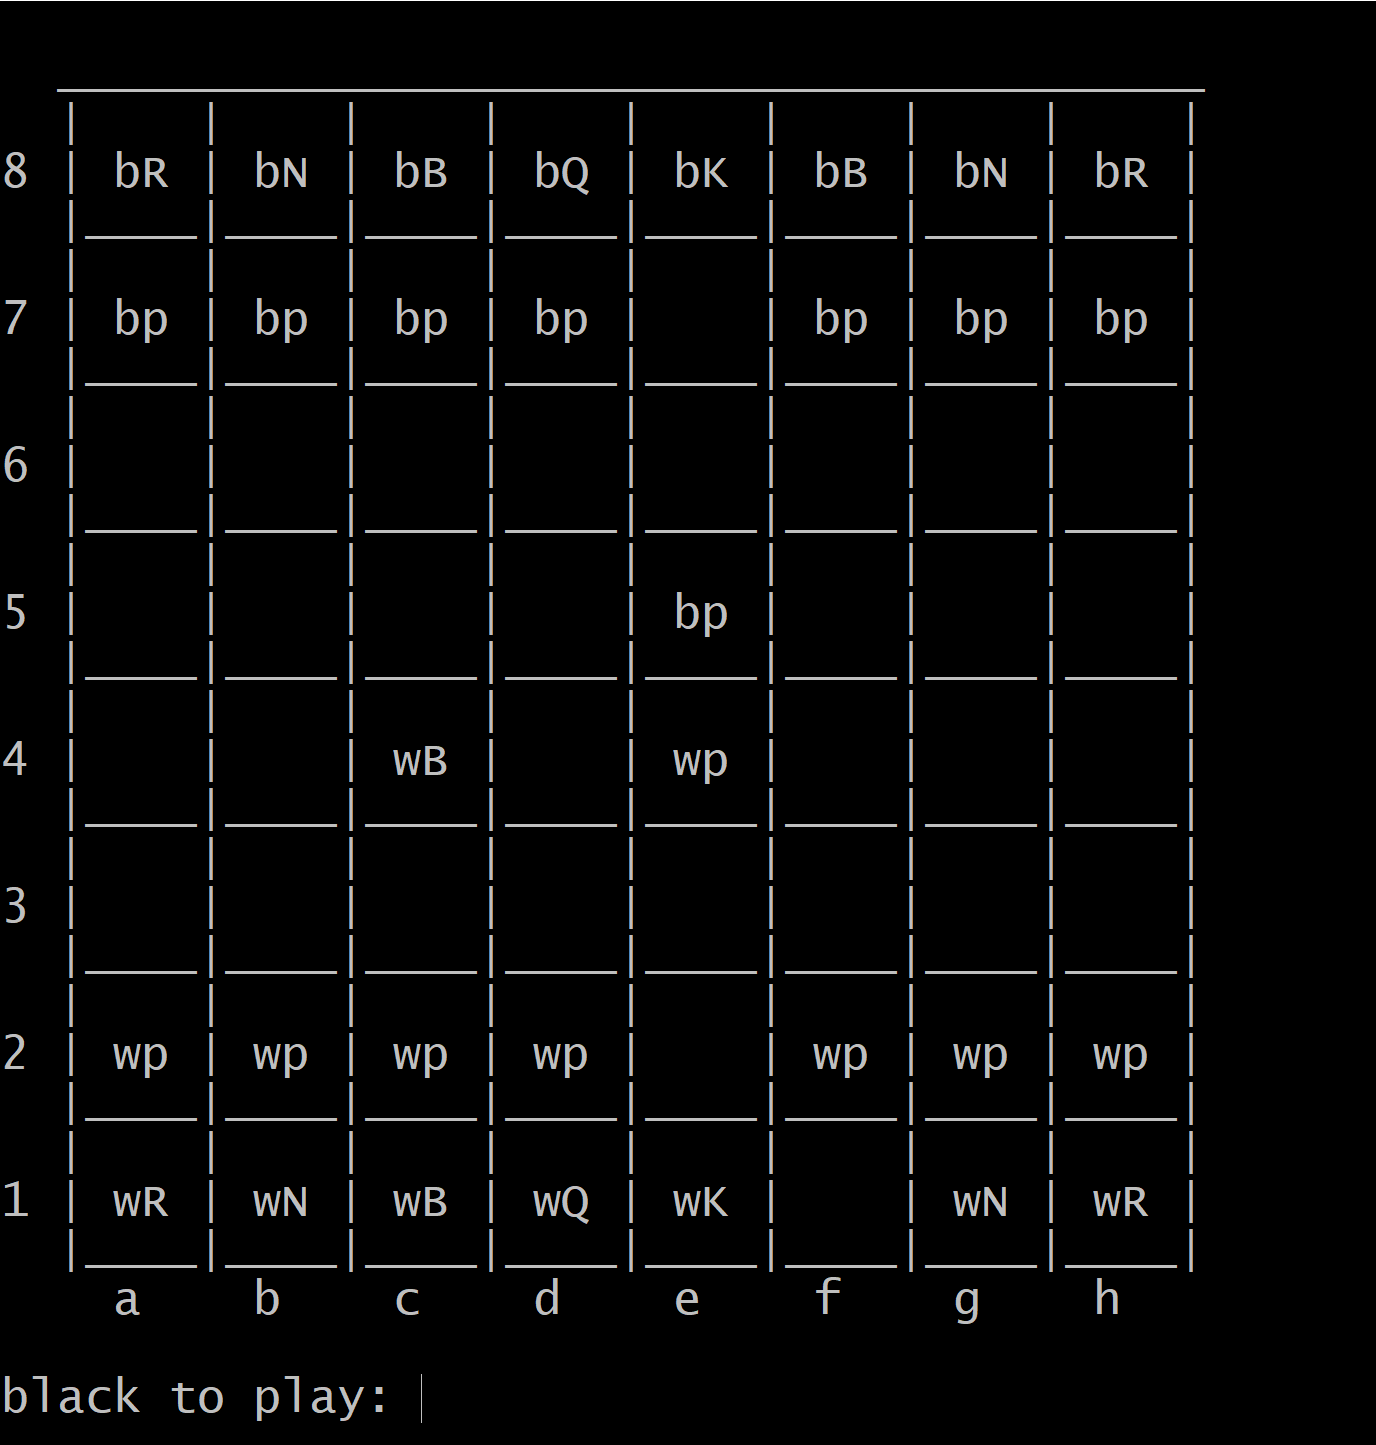 8 | bR | bN | bB | bQ | bK | bB | bN | bR |
7 | bp | bp | bp | bp | | bp | bp | bp |
6 | | | | | | | | |
5 | | | | | bp | | | |
4 | | | wB | | wp | | | |
3 | | | | | | | | |
2 | wp | wp | wp | wp | | wp | wp | wp |
1 | wR | wN | wB | wQ | wK | | wN | wR |
a b c d e f g h
black to play: